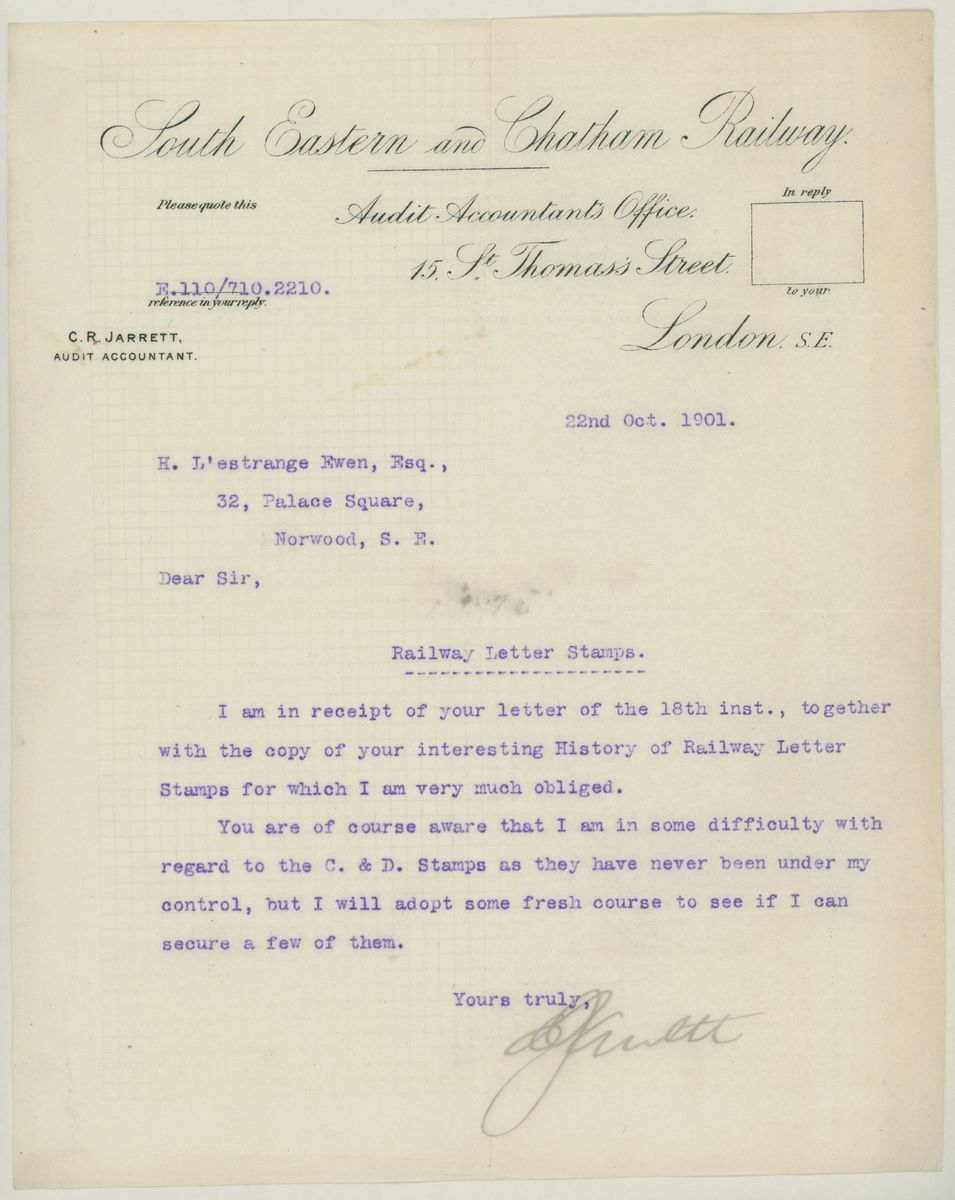 South Eastern and Chatham Railway.
Please quote this
E.110/710.2210.
reference in your reply.
C. R. JARRETT,
AUDIT ACCOUNTANT.
Audit Accountant's Office.
15, St. Thomas's Street.
London. S.E.
In reply
to your
22nd Oct. 1901.
H. L'estrange Ewen, Esq.,
32, Palace Square,
Norwood, S. E.
Dear Sir,
Railway Letter Stamps.
I am in receipt of your letter of the 18th inst., together
with the copy of your interesting History of Railway Letter
Stamps for which I am very much obliged.
You are of course aware that I am in some difficulty with
regard to the C. & D. Stamps as they have never been under my
control, but I will adopt some fresh course to see if I can
secure a few of them.
Yours truly,